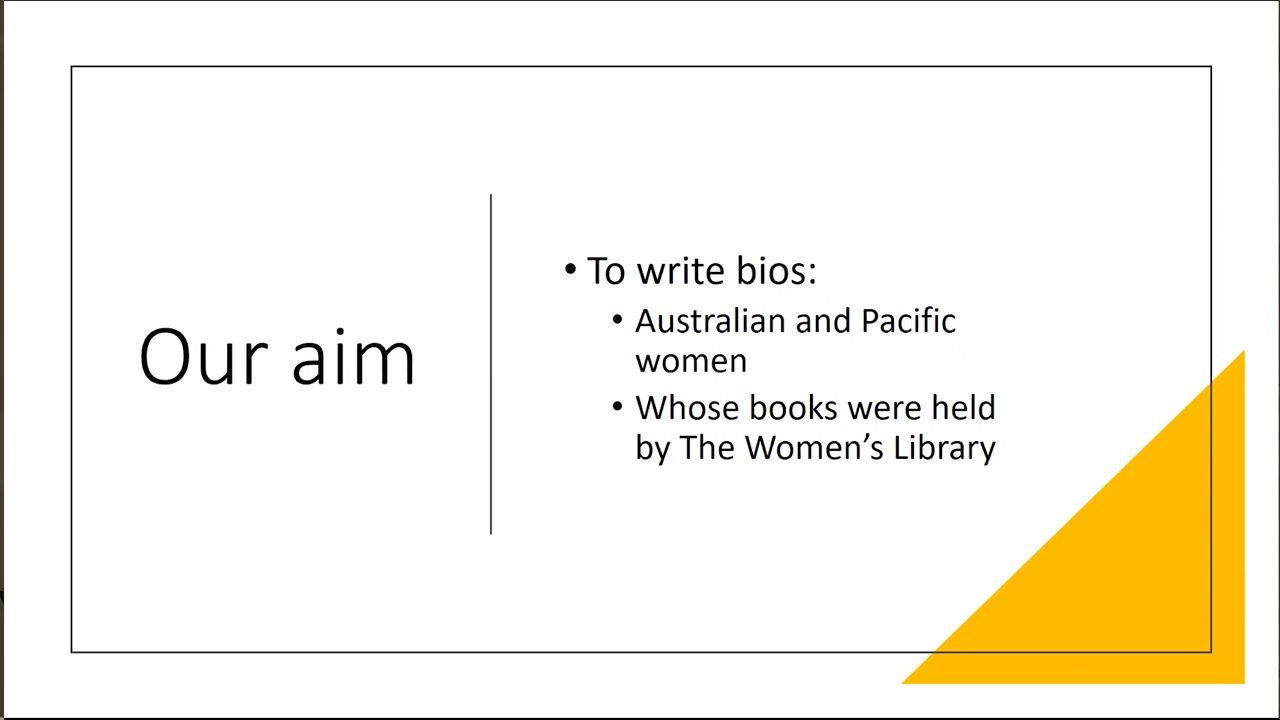 Our aim
• To write bios:
• Australian and Pacific
women
• Whose books were held
by The Women’s Library